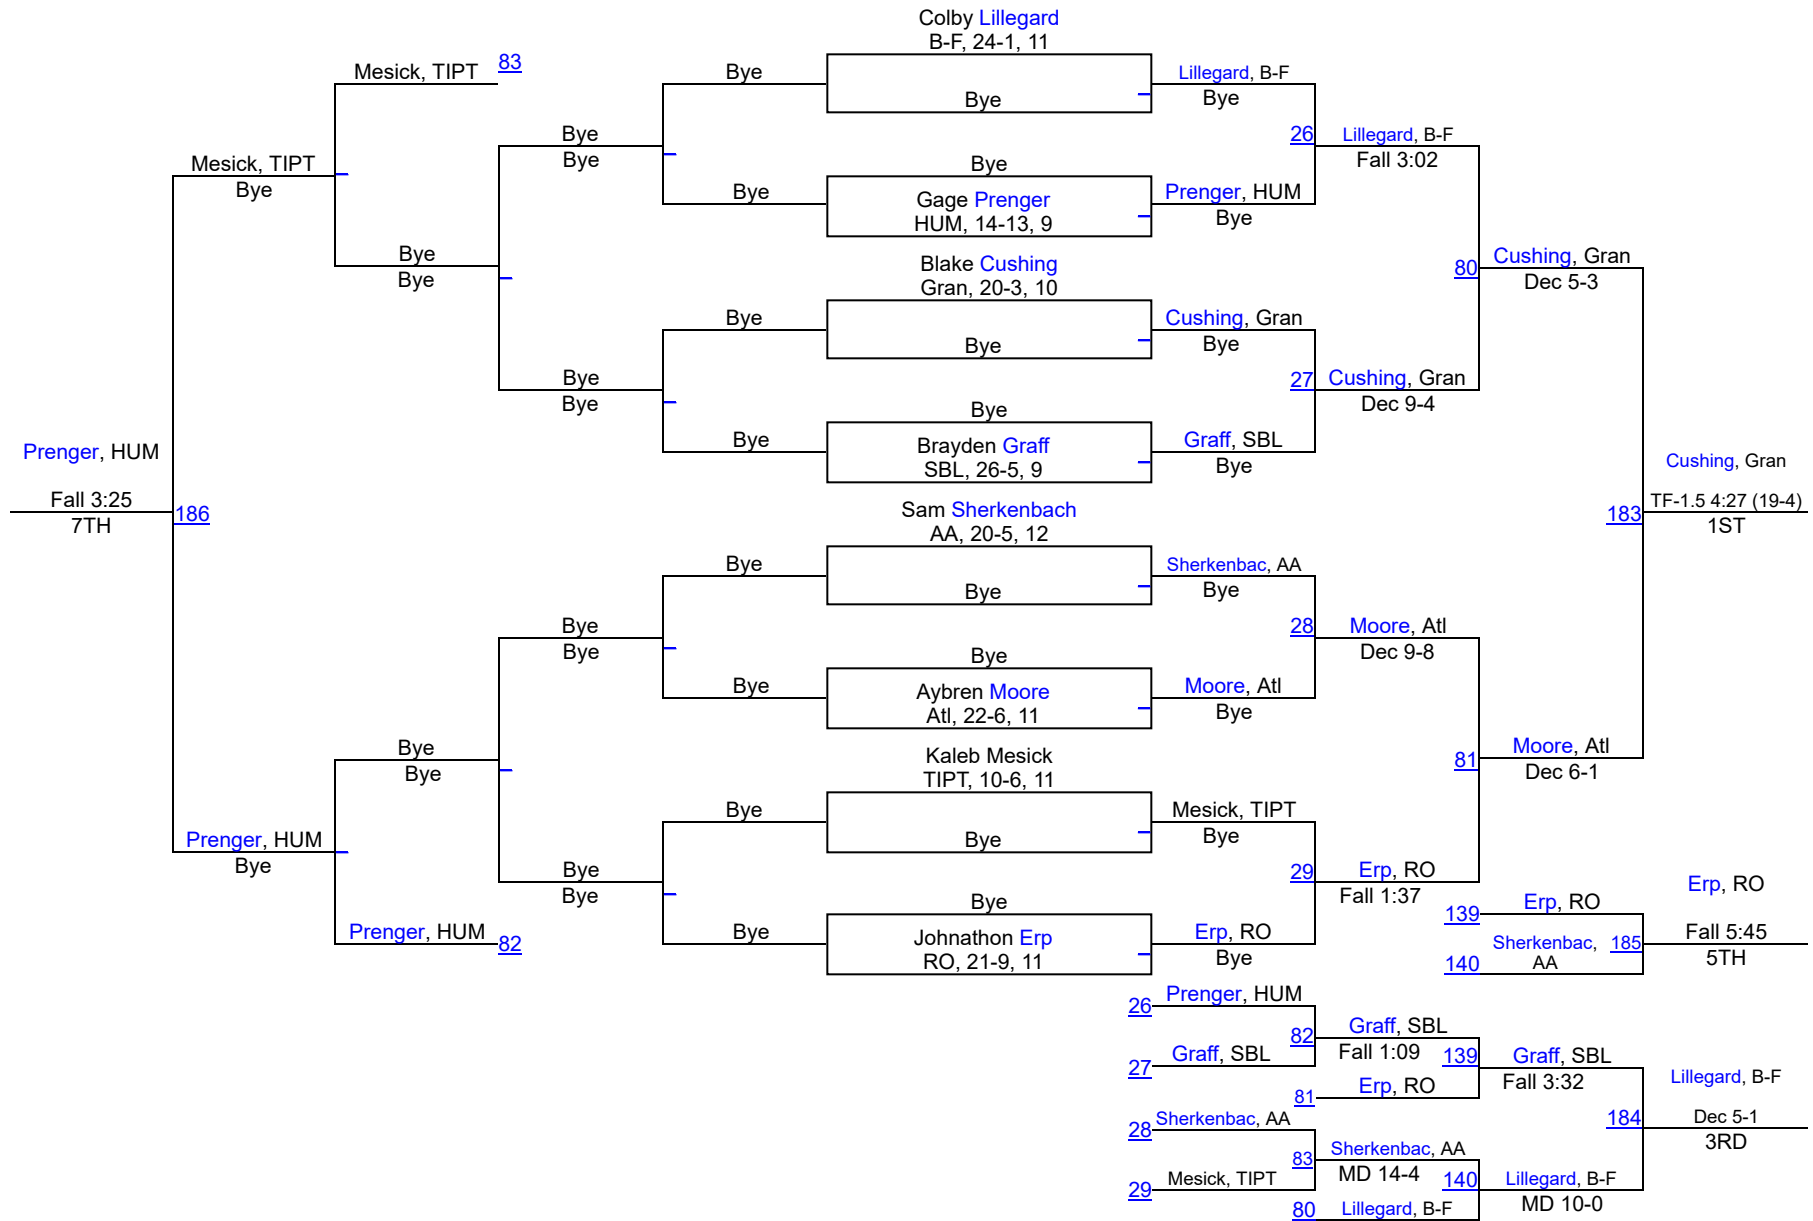 Colby Lillegard
B-F, 24-1, 11
Mesick, TIPT 83
Bye
Bye
Lillegard, B-F
Bye
Mesick, TIPT
Bye
Bye
Bye
Bye
Bye
Gage Prenger
HUM, 14-13, 9
Prenger, HUM
Bye
26
Lillegard, B-F
Fall 3:02
Bye
Bye
Blake Cushing
Gran, 20-3, 10
Bye
Bye
Cushing, Gran
Bye
80
Cushing, Gran
Dec 5-3
Bye
Bye
Bye
Bye
Brayden Graff
SBL, 26-5, 9
Graff, SBL
Bye
27
Cushing, Gran
Dec 9-4
Prenger, HUM
Fall 3:25
7TH
186
Cushing, Gran
183
TF-1.5 4:27 (19-4)
1ST
Sam Sherkenbach
AA, 20-5, 12
Bye
Bye
Sherkenbac, AA
Bye
Bye
Bye
Bye
Bye
Aybren Moore
Atl, 22-6, 11
Moore, Atl
Bye
28
Moore, Atl
Dec 9-8
Bye
Bye
Kaleb Mesick
TIPT, 10-6, 11
Bye
Bye
Mesick, TIPT
Bye
81
Moore, Atl
Dec 6-1
Prenger, HUM
Bye
Bye
Bye
29
Erp, RO
Fall 1:37
Prenger, HUM
82
Bye
Bye
Johnathon Erp
RO, 21-9, 11
Erp, RO
Bye
139
Erp, RO
140
Sherkenbac,
AA
185
Erp, RO
Fall 5:45
5TH
26
Prenger, HUM
27
Graff, SBL
82
Graff, SBL
Fall 1:09
81
Erp, RO
139
Graff, SBL
Fall 3:32
28
Sherkenbac, AA
29
Mesick, TIPT
83
Sherkenbac, AA
MD 14-4
80
Lillegard, B-F
140
Lillegard, B-F
MD 10-0
184
Lillegard, B-F
Dec 5-1
3RD